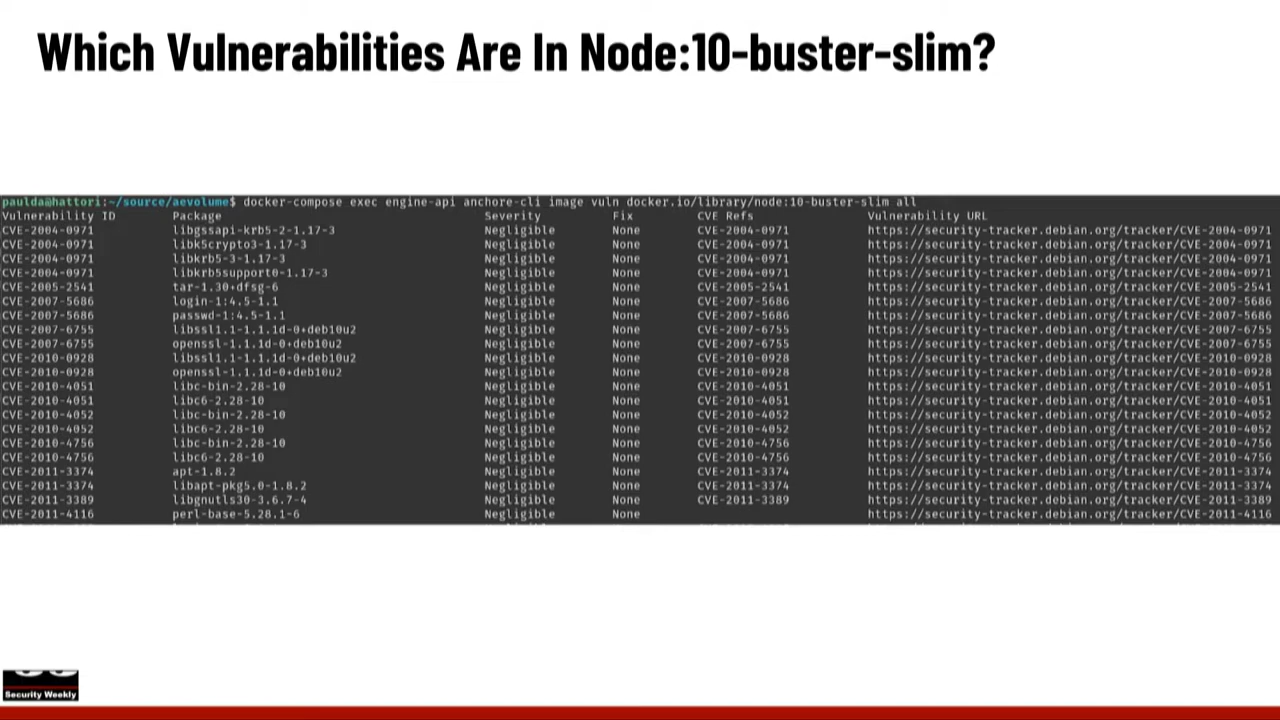 Which Vulnerabilities Are In Node:10-buster-slim?
paulda@hattori:~/source/aevolume$ docker-compose exec engine-api anchore-cli image vuln docker.io/library/node:10-buster-slim all
Vulnerability ID Package Severity Fix CVE Refs Vulnerability URL
CVE-2004-0971 libgssapi-krb5-2-1.17-3 Negligible None CVE-2004-0971 https://security-tracker.debian.org/tracker/CVE-2004-0971
CVE-2004-0971 libk5crypto3-1.17-3 Negligible None CVE-2004-0971 https://security-tracker.debian.org/tracker/CVE-2004-0971
CVE-2004-0971 libkrb5-3-1.17-3 Negligible None CVE-2004-0971 https://security-tracker.debian.org/tracker/CVE-2004-0971
CVE-2004-0971 libkrb5support0-1.17-3 Negligible None CVE-2004-0971 https://security-tracker.debian.org/tracker/CVE-2004-0971
CVE-2005-2541 tar-1.30+dfsg-6 Negligible None CVE-2005-2541 https://security-tracker.debian.org/tracker/CVE-2005-2541
CVE-2007-5686 login-1:4.5-1.1 Negligible None CVE-2007-5686 https://security-tracker.debian.org/tracker/CVE-2007-5686
CVE-2007-5686 passwd-1:4.5-1.1 Negligible None CVE-2007-5686 https://security-tracker.debian.org/tracker/CVE-2007-5686
CVE-2007-6755 libssl1.1-1.1.1d-0+deb10u2 Negligible None CVE-2007-6755 https://security-tracker.debian.org/tracker/CVE-2007-6755
CVE-2007-6755 openssl-1.1.1d-0+deb10u2 Negligible None CVE-2007-6755 https://security-tracker.debian.org/tracker/CVE-2007-6755
CVE-2010-0928 libssl1.1-1.1.1d-0+deb10u2 Negligible None CVE-2010-0928 https://security-tracker.debian.org/tracker/CVE-2010-0928
CVE-2010-0928 openssl-1.1.1d-0+deb10u2 Negligible None CVE-2010-0928 https://security-tracker.debian.org/tracker/CVE-2010-0928
CVE-2010-4051 libc-bin-2.28-10 Negligible None CVE-2010-4051 https://security-tracker.debian.org/tracker/CVE-2010-4051
CVE-2010-4051 libc6-2.28-10 Negligible None CVE-2010-4051 https://security-tracker.debian.org/tracker/CVE-2010-4051
CVE-2010-4052 libc-bin-2.28-10 Negligible None CVE-2010-4052 https://security-tracker.debian.org/tracker/CVE-2010-4052
CVE-2010-4052 libc6-2.28-10 Negligible None CVE-2010-4052 https://security-tracker.debian.org/tracker/CVE-2010-4052
CVE-2010-4756 libc-bin-2.28-10 Negligible None CVE-2010-4756 https://security-tracker.debian.org/tracker/CVE-2010-4756
CVE-2010-4756 libc6-2.28-10 Negligible None CVE-2010-4756 https://security-tracker.debian.org/tracker/CVE-2010-4756
CVE-2011-3374 apt-1.8.2 Negligible None CVE-2011-3374 https://security-tracker.debian.org/tracker/CVE-2011-3374
CVE-2011-3374 libapt-pkg5.0-1.8.2 Negligible None CVE-2011-3374 https://security-tracker.debian.org/tracker/CVE-2011-3374
CVE-2011-3389 libgnutls30-3.6.7-4 Negligible None CVE-2011-3389 https://security-tracker.debian.org/tracker/CVE-2011-3389
CVE-2011-4116 perl-base-5.28.1-6 Negligible None https://security-tracker.debian.org/tracker/CVE-2011-4116
Security Weekly